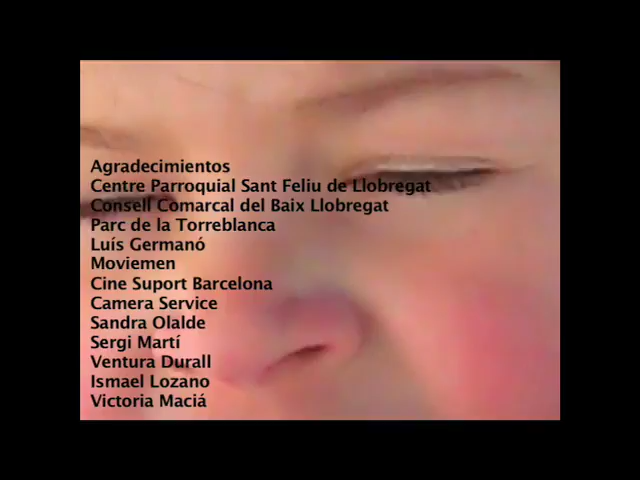 Agradecimientos
Centre Parroquial Sant Feliu de Llobregat
Consell Comarcal del Baix Llobregat
Parc de la Torreblanca
Luís Germanó
Moviemen
Cine Suport Barcelona
Camera Service
Sandra Olalde
Sergi Martí
Ventura Durall
Ismael Lozano
Victoria Maciá